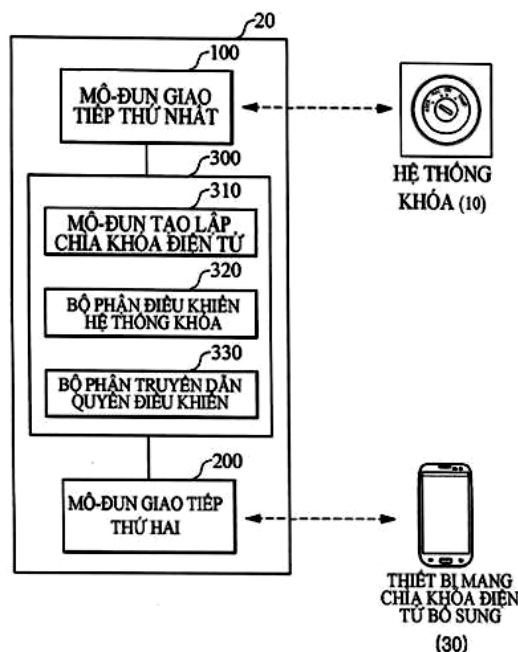 20
100
MÔ-ĐUN GIAO
TIẾP THỨ NHẤT
HỆ THỐNG
KHÓA (10)
300
310
MÔ-ĐUN TẠO LẬP
CHÌA KHÓA ĐIỆN TỬ
320
BỘ PHẬN ĐIỀU KHIỂN
HỆ THỐNG KHÓA
330
BỘ PHẬN TRUYỀN DẪN
QUYỀN ĐIỀU KHIỂN
200
MÔ-ĐUN GIAO TIẾP
THỨ HAI
THIẾT BỊ MANG
CHÌA KHÓA ĐIỆN
TỬ BỔ SUNG
(30)